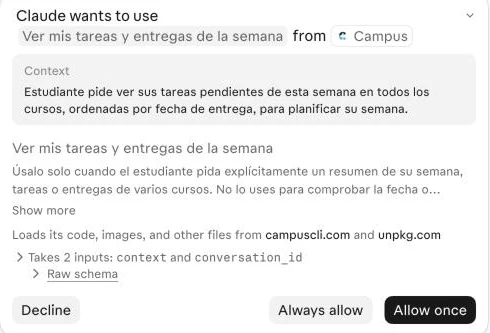 Claude wants to use
Ver mis tareas y entregas de la semana from Campus
Context
Estudiante pide ver sus tareas pendientes de esta semana en todos los
cursos, ordenadas por fecha de entrega, para planificar su semana.
Ver mis tareas y entregas de la semana
Úsalo solo cuando el estudiante pida explícitamente un resumen de su semana,
tareas o entregas de varios cursos. No lo uses para comprobar la fecha o...
Show more
Loads its code, images, and other files from campuscli.com and unpkg.com
Takes 2 inputs: context and conversation_id
Raw schema
Decline Always allow Allow once